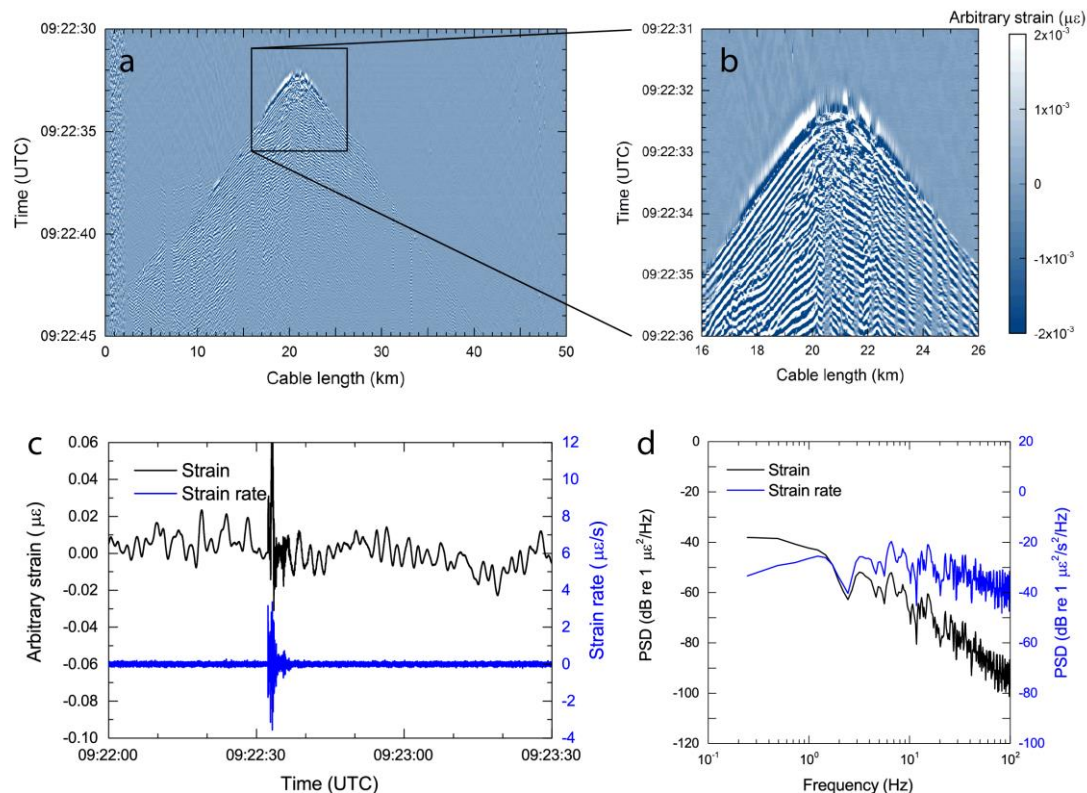 a
09:22:30
09:22:35
09:22:40
09:22:45
Time (UTC)
0 10 20 30 40 50
Cable length (km)
b
09:22:31
09:22:32
09:22:33
09:22:34
09:22:35
09:22:36
Time (UTC)
16 18 20 22 24 26
Cable length (km)
Arbitrary strain (με)
2x10⁻³
1x10⁻³
0
-1x10⁻³
-2x10⁻³
c
Strain
Strain rate
0.06
0.04
0.02
0.00
-0.02
-0.04
-0.06
-0.08
-0.10
Arbitrary strain (με)
12
10
8
6
4
2
0
-2
-4
Strain rate (με/s)
09:22:00 09:22:30 09:23:00 09:23:30
Time (UTC)
d
Strain
Strain rate
0
-20
-40
-60
-80
-100
-120
PSD (dB re 1 με²/Hz)
20
0
-20
-40
-60
-80
-100
PSD (dB re 1 με²/s²/Hz)
10⁻¹ 10⁰ 10¹ 10²
Frequency (Hz)